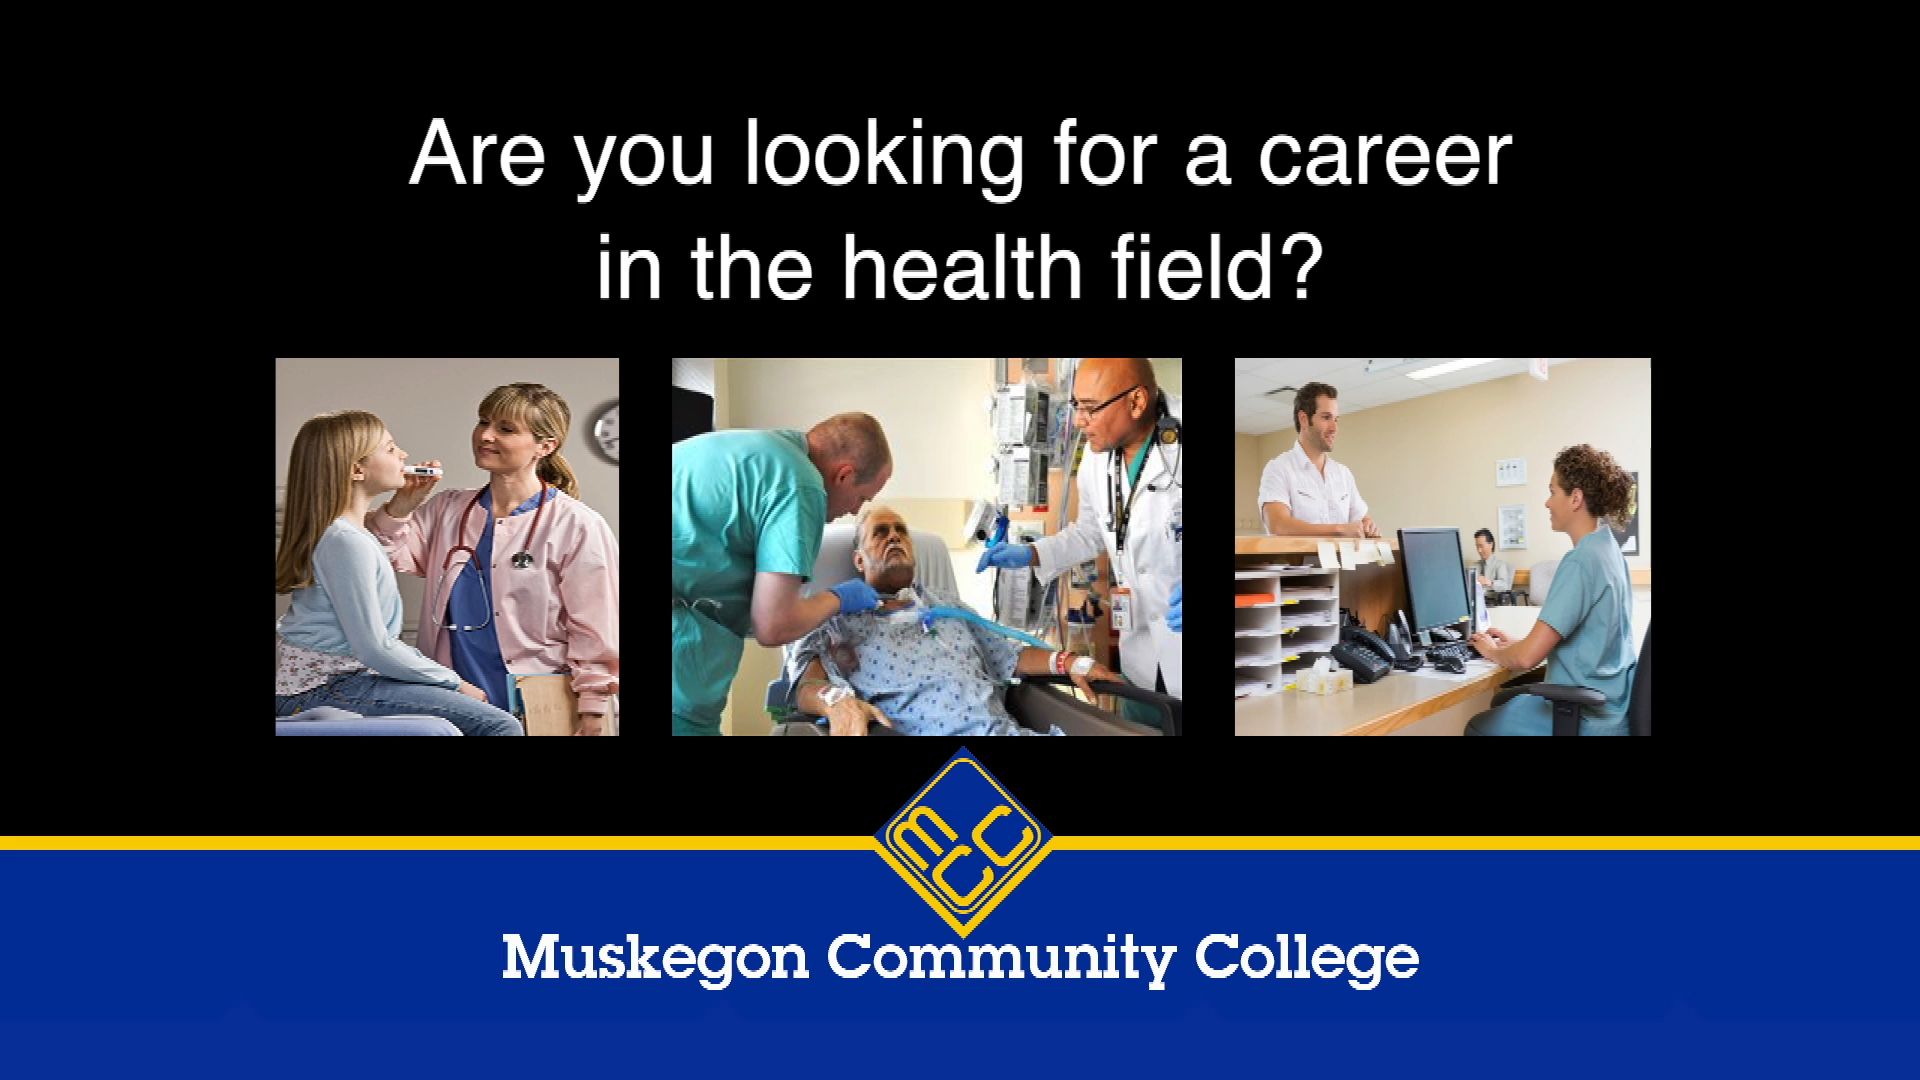 Are you looking for a career
in the health field?
MCC
Muskegon Community College